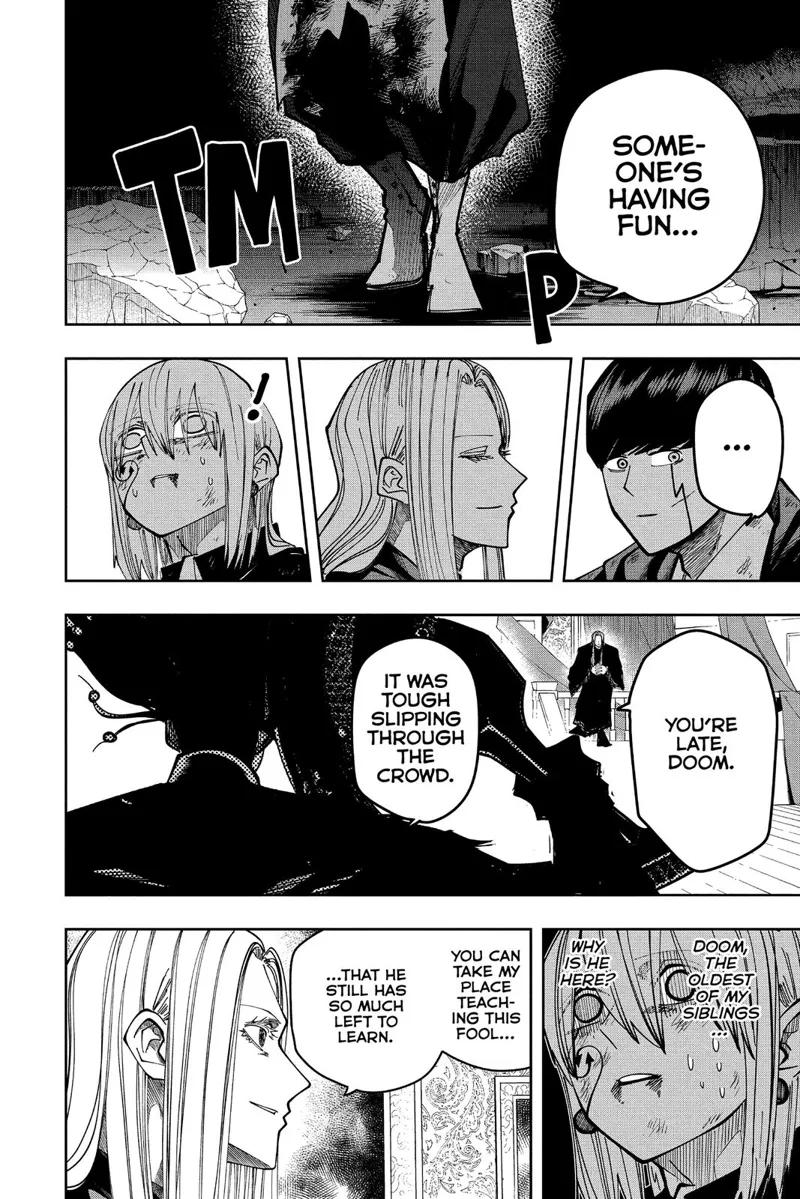 SOME-
ONE'S
HAVING
FUN...
TM
P
...
!
YOU'RE
LATE,
DOOM.
IT WAS
TOUGH
SLIPPING
THROUGH
THE
CROWD.
DOOM,
THE
OLDEST
OF MY
SIBLINGS
...
WHY
IS HE
HERE?
YOU CAN
TAKE MY
PLACE
TEACH-
ING THIS
FOOL...
...THAT HE
STILL HAS
SO MUCH
LEFT TO
LEARN.